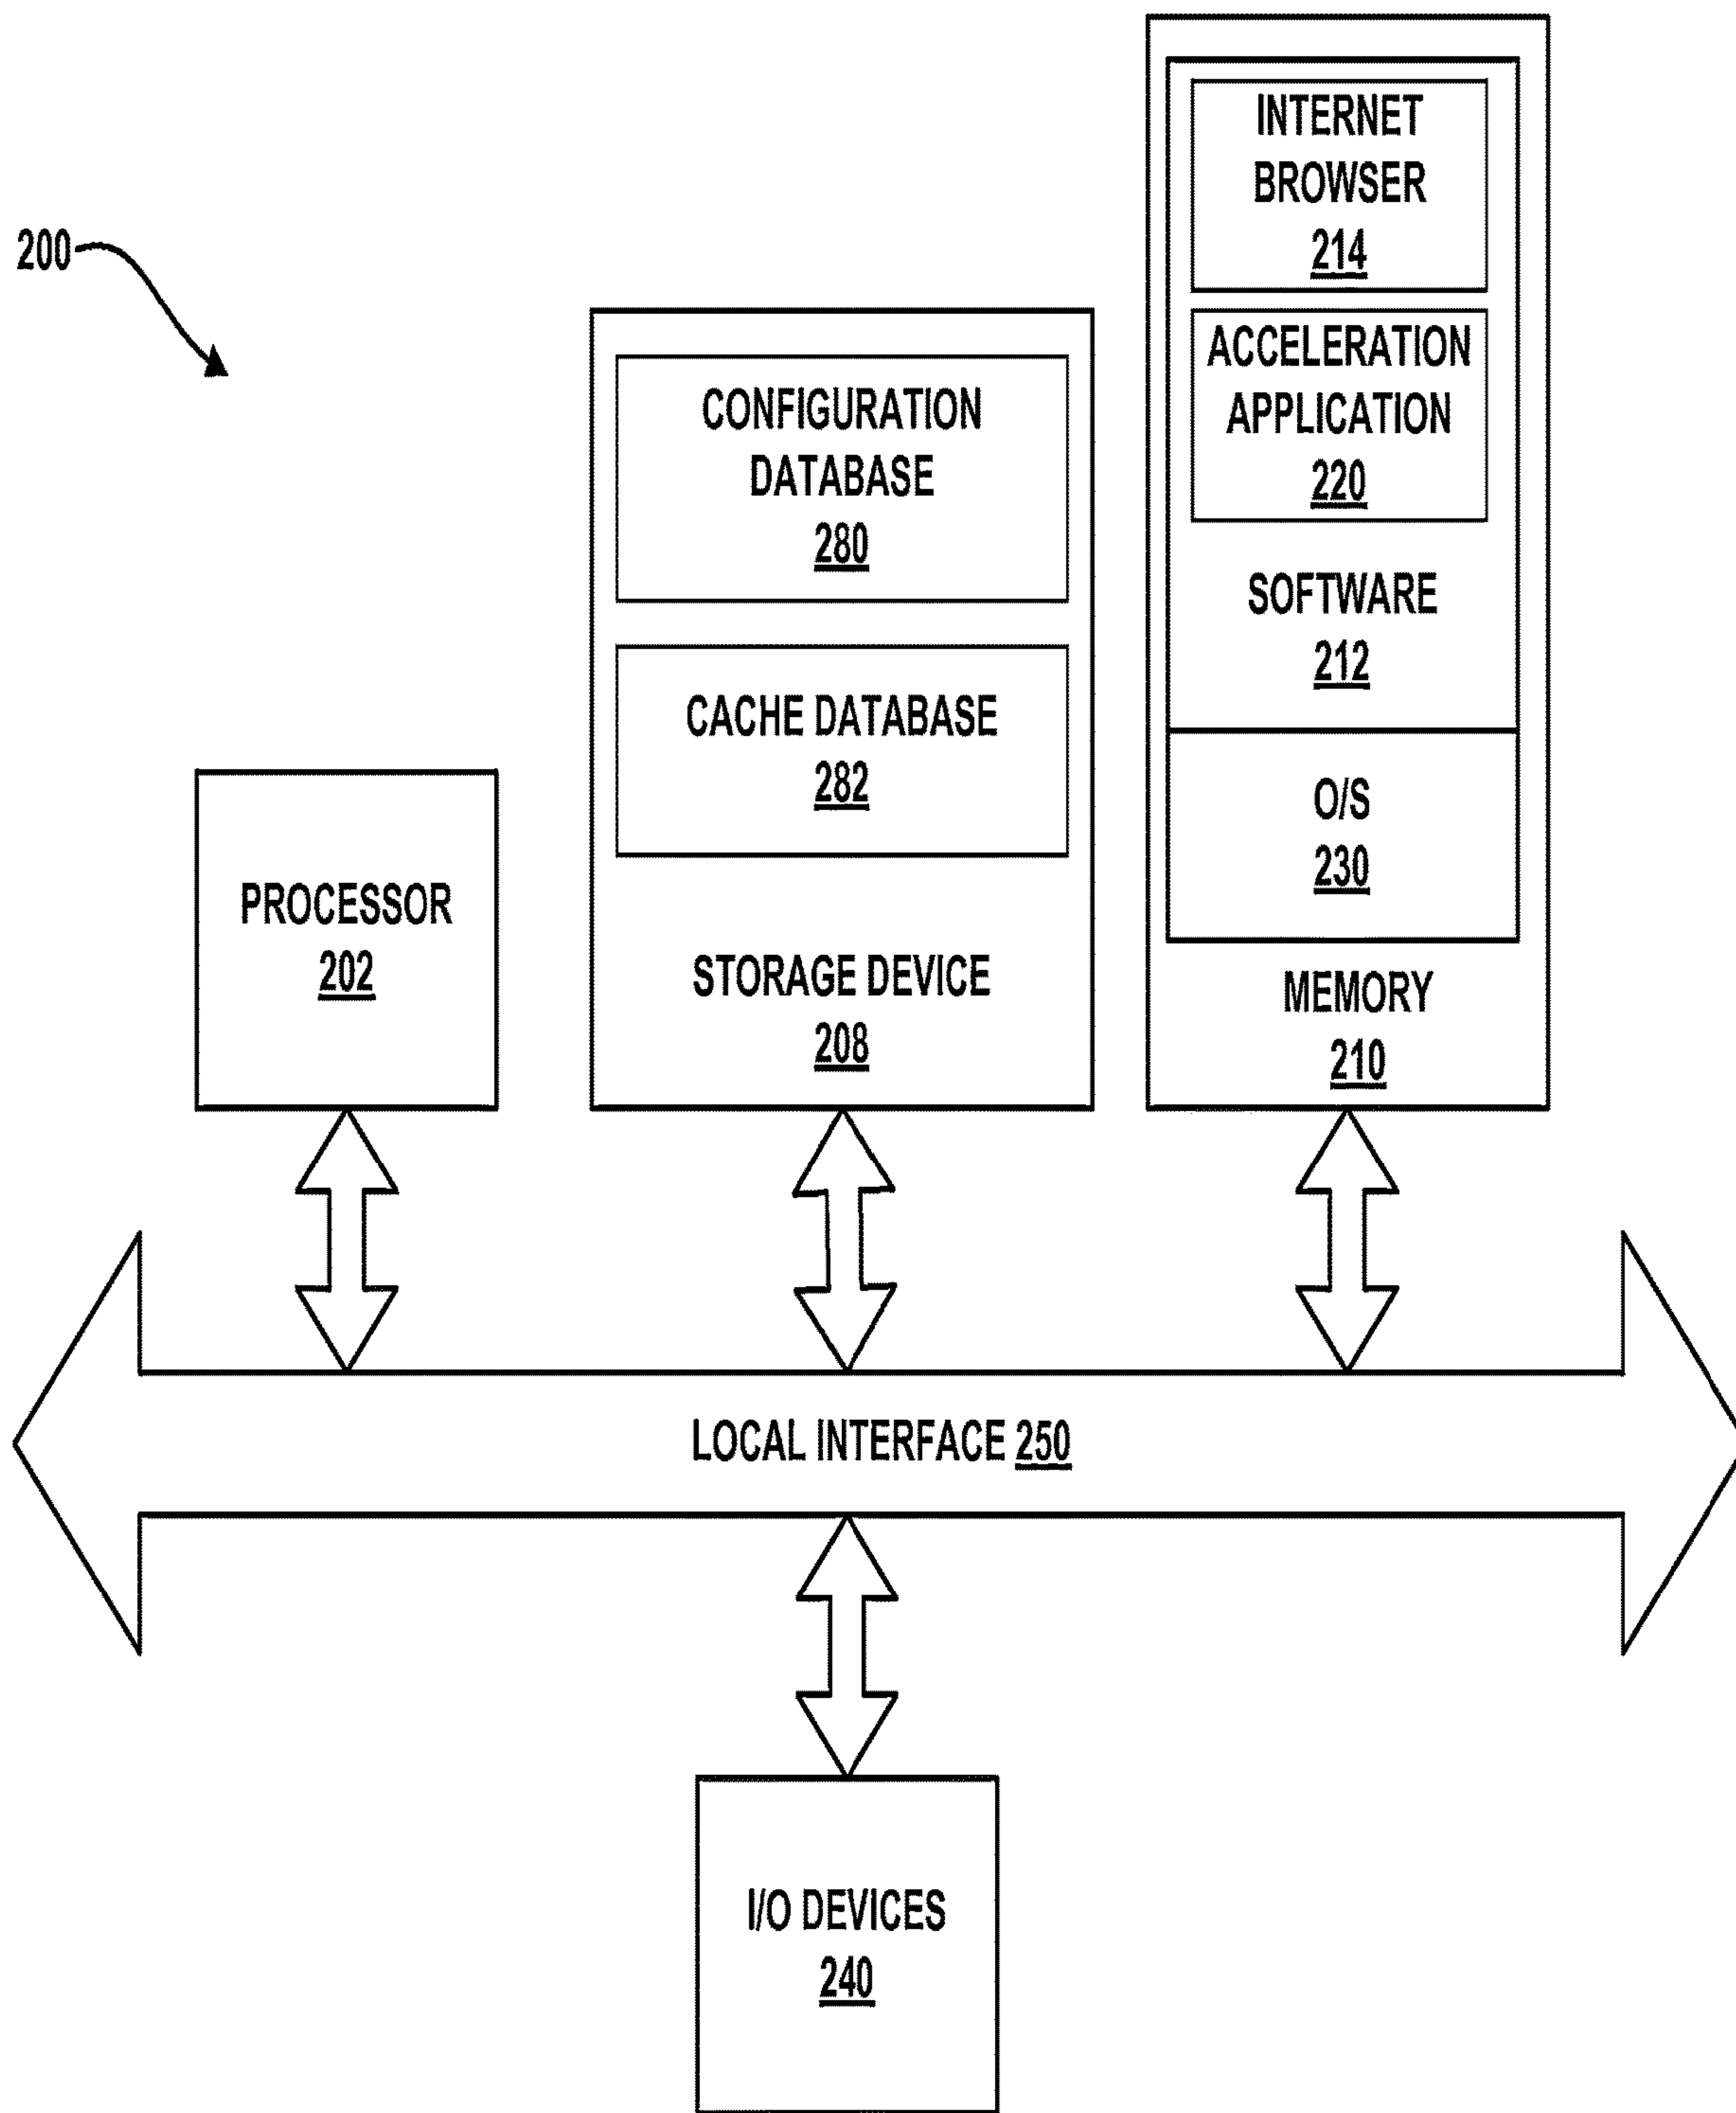 200
INTERNET
BROWSER
214
ACCELERATION
APPLICATION
220
SOFTWARE
212
O/S
230
MEMORY
210
CONFIGURATION
DATABASE
280
CACHE DATABASE
282
STORAGE DEVICE
208
PROCESSOR
202
LOCAL INTERFACE 250
I/O DEVICES
240